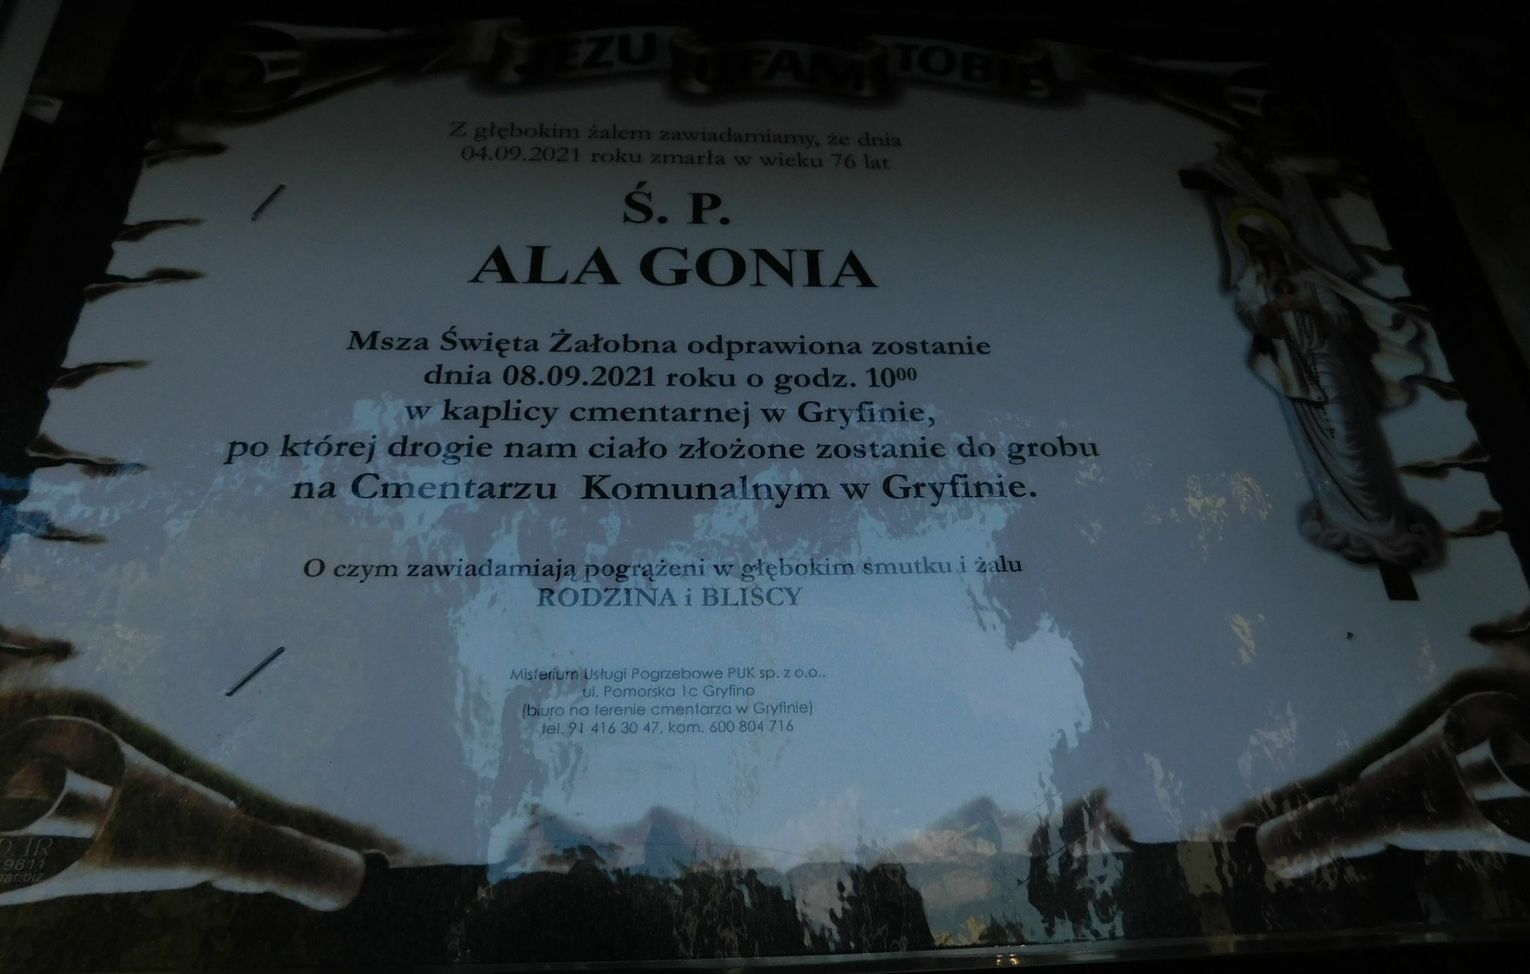 JEZU UFAM TOBIE
Z głębokim żalem zawiadamiamy, że dnia
04.09.2021 roku zmarła w wieku 76 lat
Ś. P.
ALA GONIA
Msza Święta Żałobna odprawiona zostanie
dnia 08.09.2021 roku o godz. 10⁰⁰
w kaplicy cmentarnej w Gryfinie,
po której drogie nam ciało złożone zostanie do grobu
na Cmentarzu Komunalnym w Gryfinie.
O czym zawiadamiają pogrążeni w głębokim smutku i żalu
RODZINA i BLISCY
Misterium Usługi Pogrzebowe PUK sp. z o.o..
ul. Pomorska 1c Gryfino
(biuro na terenie cmentarza w Gryfinie)
tel. 91 416 30 47, kom. 600 804 716
9811